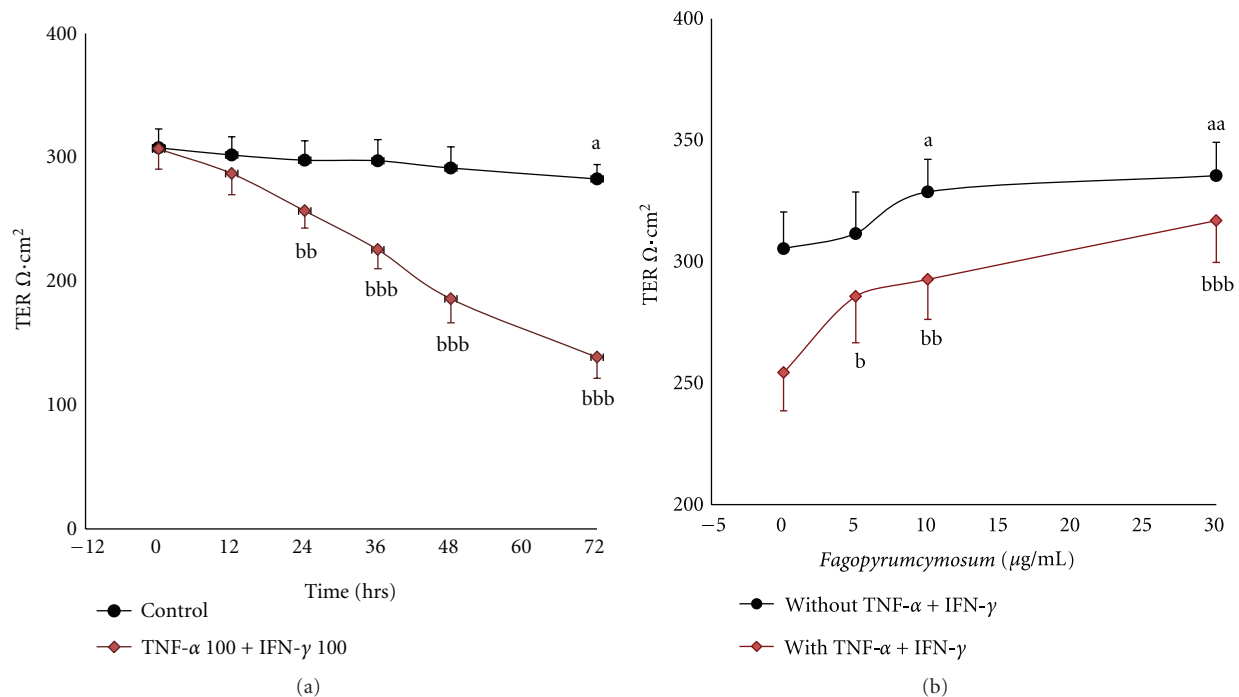 400
300
200
100
0
TER Ω·cm²
a
bb
bbb
bbb
bbb
−12 0 12 24 36 48 60 72
Time (hrs)
Control
TNF-α 100 + IFN-γ 100
(a)
400
350
300
250
200
TER Ω·cm²
a
aa
b
bb
bbb
−5 0 5 10 15 20 25 30
Fagopyrumcymosum (μg/mL)
Without TNF-α + IFN-γ
With TNF-α + IFN-γ
(b)